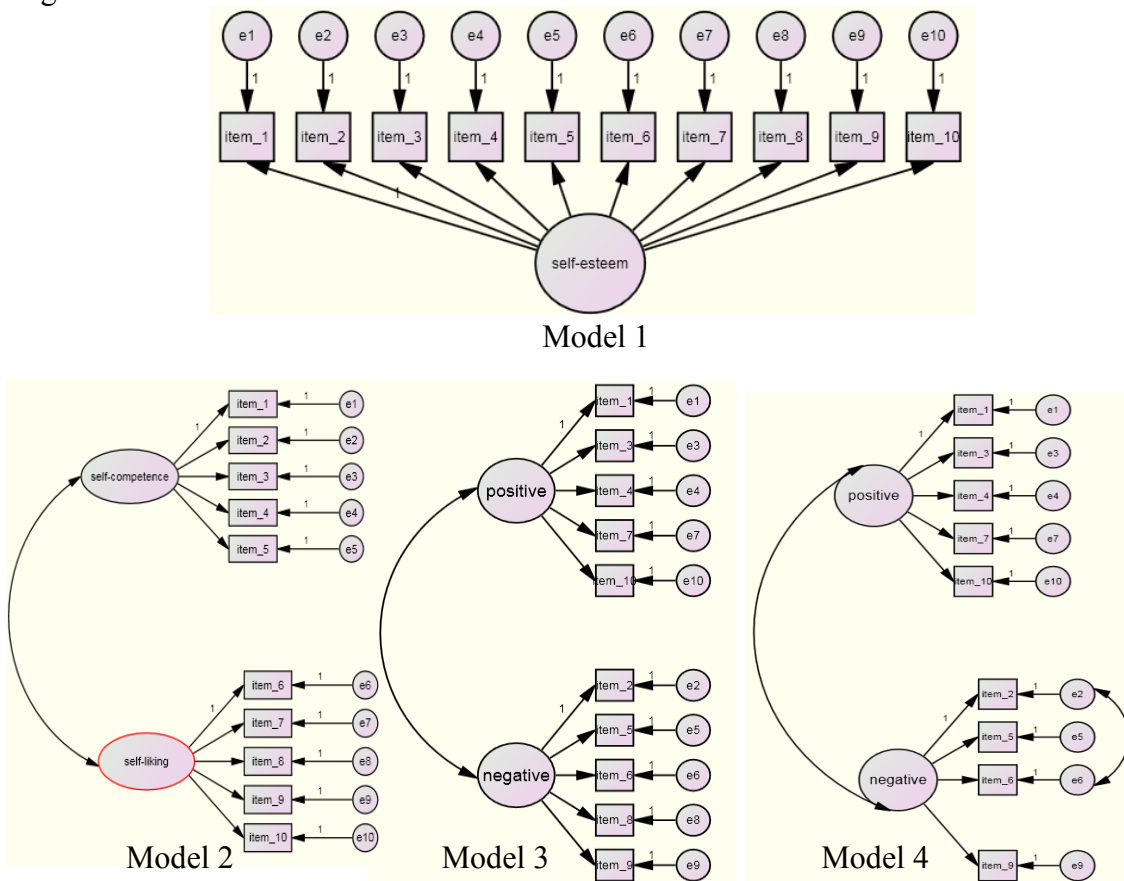 e1 e2 e3 e4 e5 e6 e7 e8 e9 e10
1 1 1 1 1 1 1 1 1 1
item_1 item_2 item_3 item_4 item_5 item_6 item_7 item_8 item_9 item_10
1
self-esteem
Model 1
self-competence
1
item_1 1 e1
item_2 1 e2
item_3 1 e3
item_4 1 e4
item_5 1 e5
self-liking
1
item_6 1 e6
item_7 1 e7
item_8 1 e8
item_9 1 e9
item_10 1 e10
Model 2
positive
1
item_1 1 e1
item_3 1 e3
item_4 1 e4
item_7 1 e7
item_10 1 e10
negative
1
item_2 1 e2
item_5 1 e5
item_6 1 e6
item_8 1 e8
item_9 1 e9
Model 3
positive
1
item_1 1 e1
item_3 1 e3
item_4 1 e4
item_7 1 e7
item_10 1 e10
negative
1
item_2 1 e2
item_5 1 e5
item_6 1 e6
item_9 1 e9
Model 4